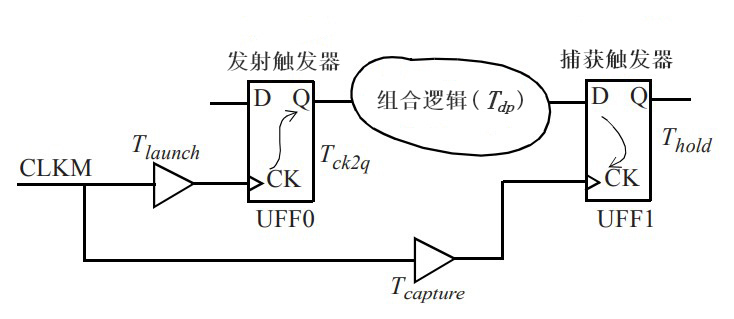 发射触发器
捕获触发器
D Q
组合逻辑(Tdp)
D Q
Tlaunch
Tck2q
Thold
CLKM
CK
CK
UFF0
UFF1
Tcapture